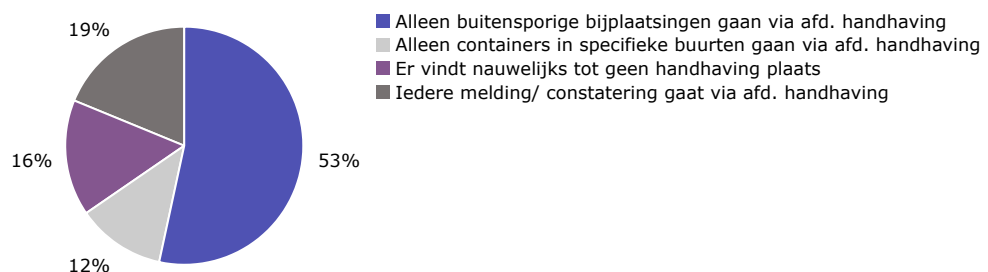 19%
16%
12%
53%
Alleen buitensporige bijplaatsingen gaan via afd. handhaving
Alleen containers in specifieke buurten gaan via afd. handhaving
Er vindt nauwelijks tot geen handhaving plaats
Iedere melding/ constatering gaat via afd. handhaving